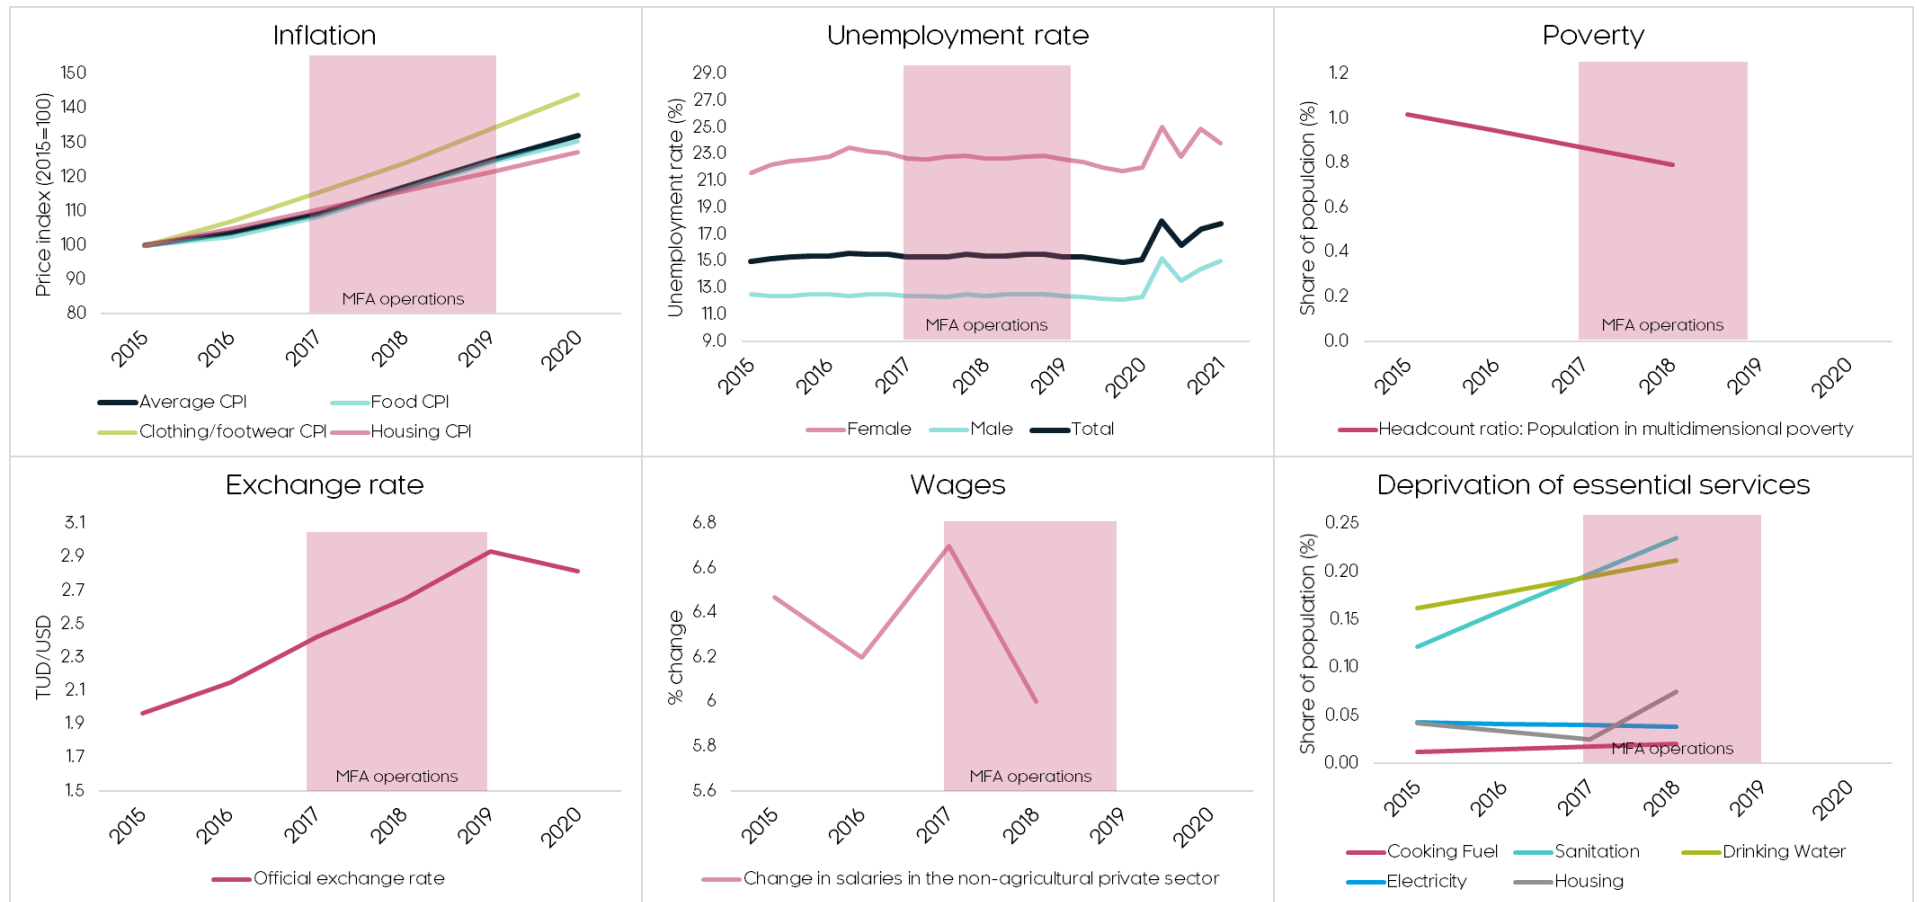 Inflation
Price index (2015=100)
150
140
130
120
110
100
90
80
MFA operations
2015
2016
2017
2018
2019
2020
Average CPI
Food CPI
Clothing/footwear CPI
Housing CPI
Unemployment rate
Unemployment rate (%)
29.0
27.0
25.0
23.0
21.0
19.0
17.0
15.0
13.0
11.0
9.0
MFA operations
2015
2016
2017
2018
2019
2020
2021
Female
Male
Total
Poverty
Share of populaion (%)
1.2
1.0
0.8
0.6
0.4
0.2
0.0
MFA operations
2015
2016
2017
2018
2019
2020
Headcount ratio: Population in multidimensional poverty
Exchange rate
TUD/USD
3.1
2.9
2.7
2.5
2.3
2.1
1.9
1.7
1.5
MFA operations
2015
2016
2017
2018
2019
2020
Official exchange rate
Wages
% change
6.8
6.6
6.4
6.2
6
5.8
5.6
MFA operations
2015
2016
2017
2018
2019
2020
Change in salaries in the non-agricultural private sector
Deprivation of essential services
Share of population (%)
0.25
0.20
0.15
0.10
0.05
0.00
MFA operations
2015
2016
2017
2018
2019
2020
Cooking Fuel
Sanitation
Drinking Water
Electricity
Housing